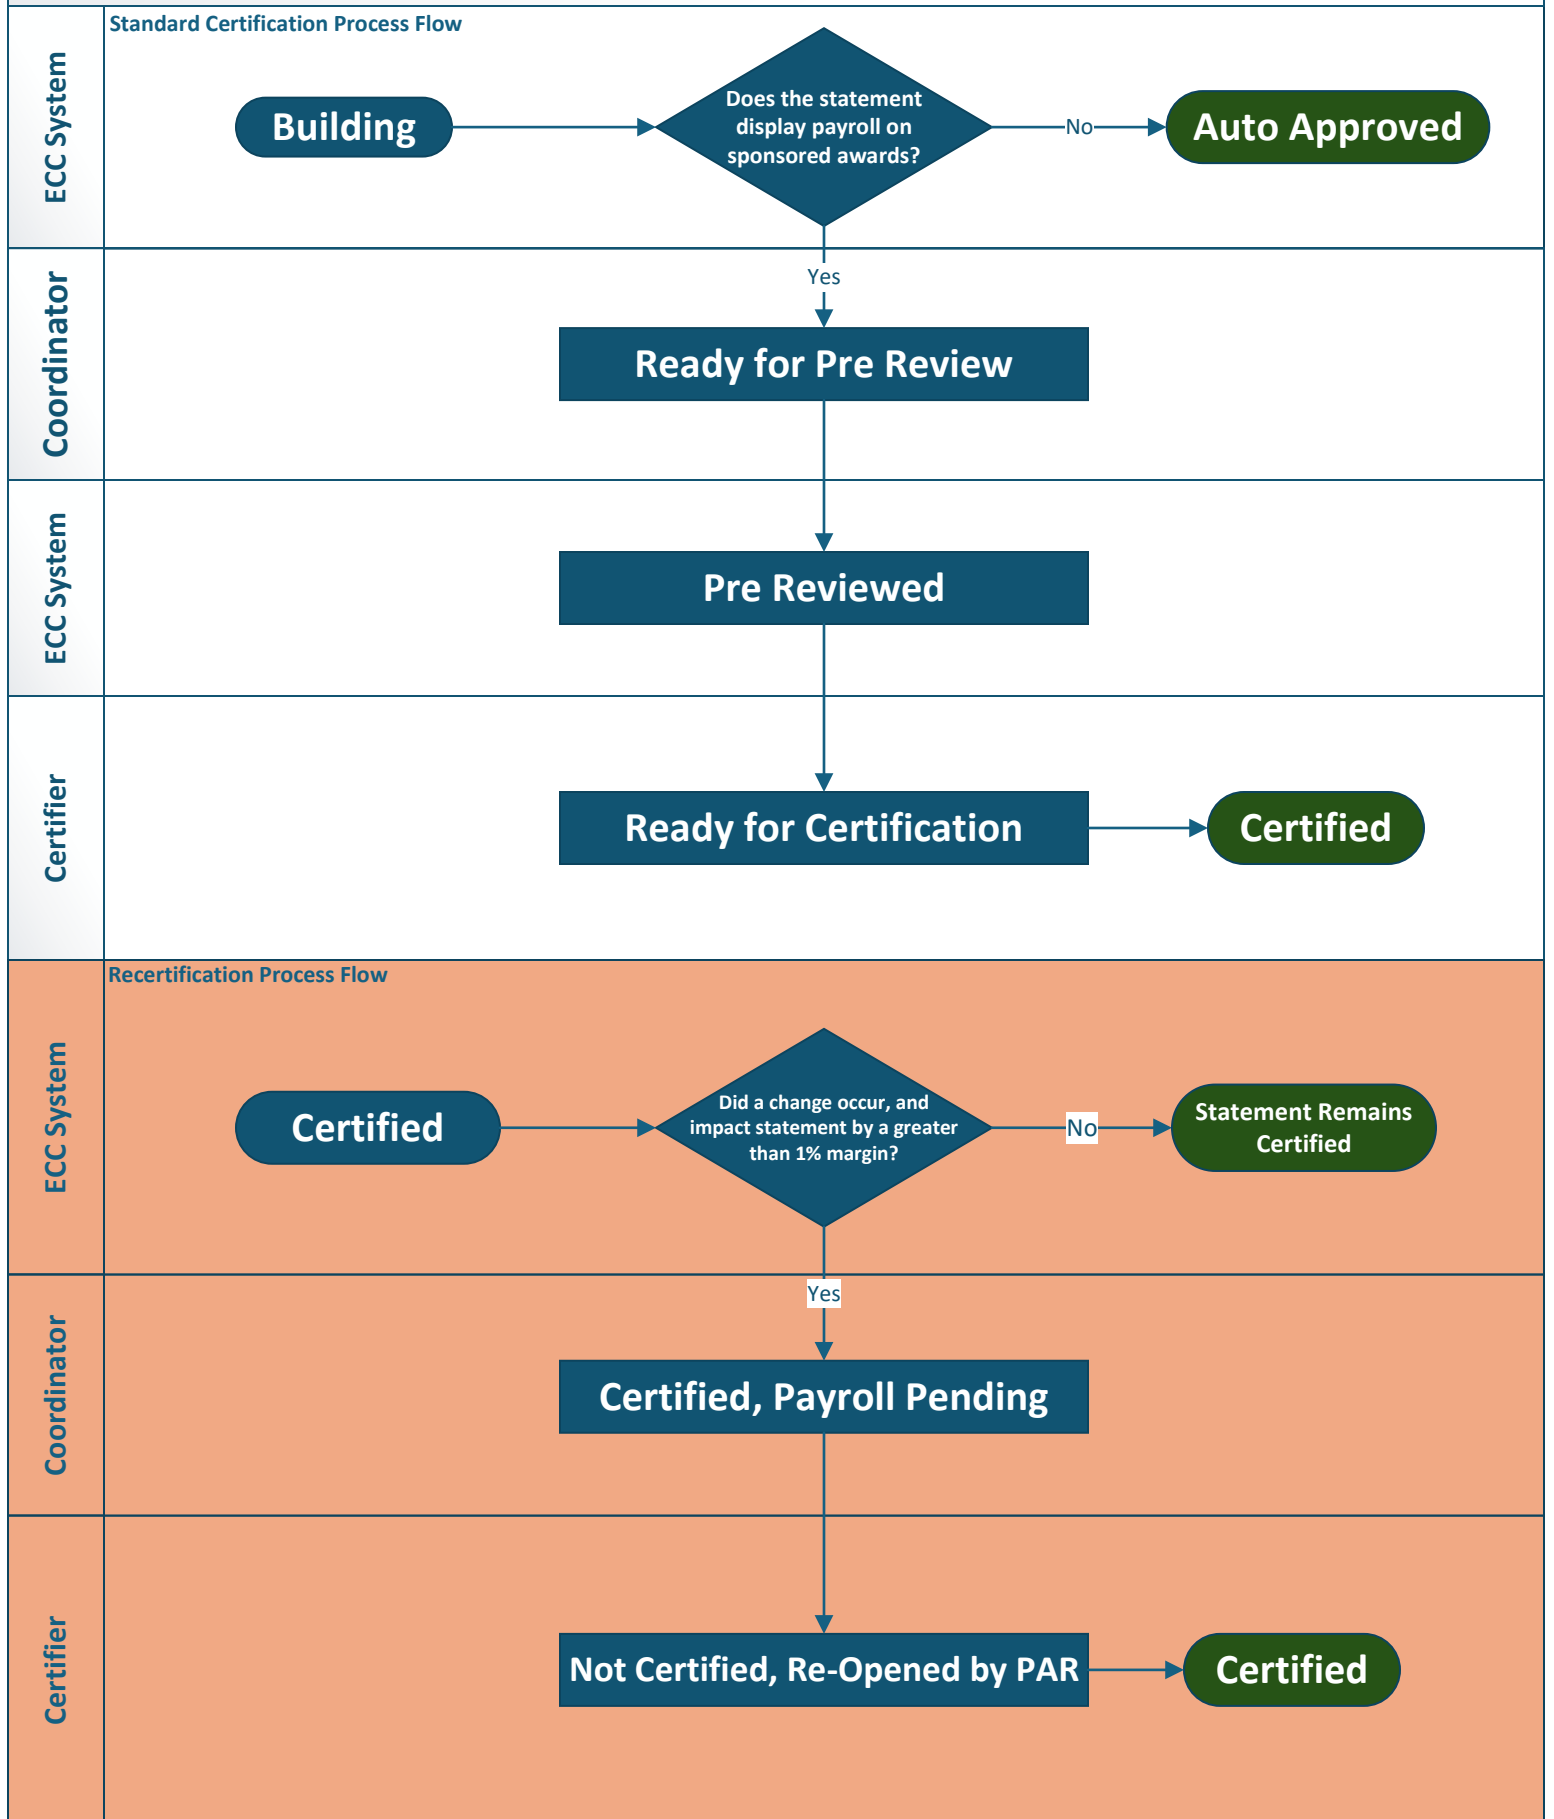 Standard Certification Process Flow
ECC System
Building
Does the statement
display payroll on
sponsored awards?
No
Auto Approved
Yes
Coordinator
Ready for Pre Review
ECC System
Pre Reviewed
Certifier
Ready for Certification
Certified
Recertification Process Flow
ECC System
Certified
Did a change occur, and
impact statement by a greater
than 1% margin?
No
Statement Remains
Certified
Yes
Coordinator
Certified, Payroll Pending
Certifier
Not Certified, Re-Opened by PAR
Certified